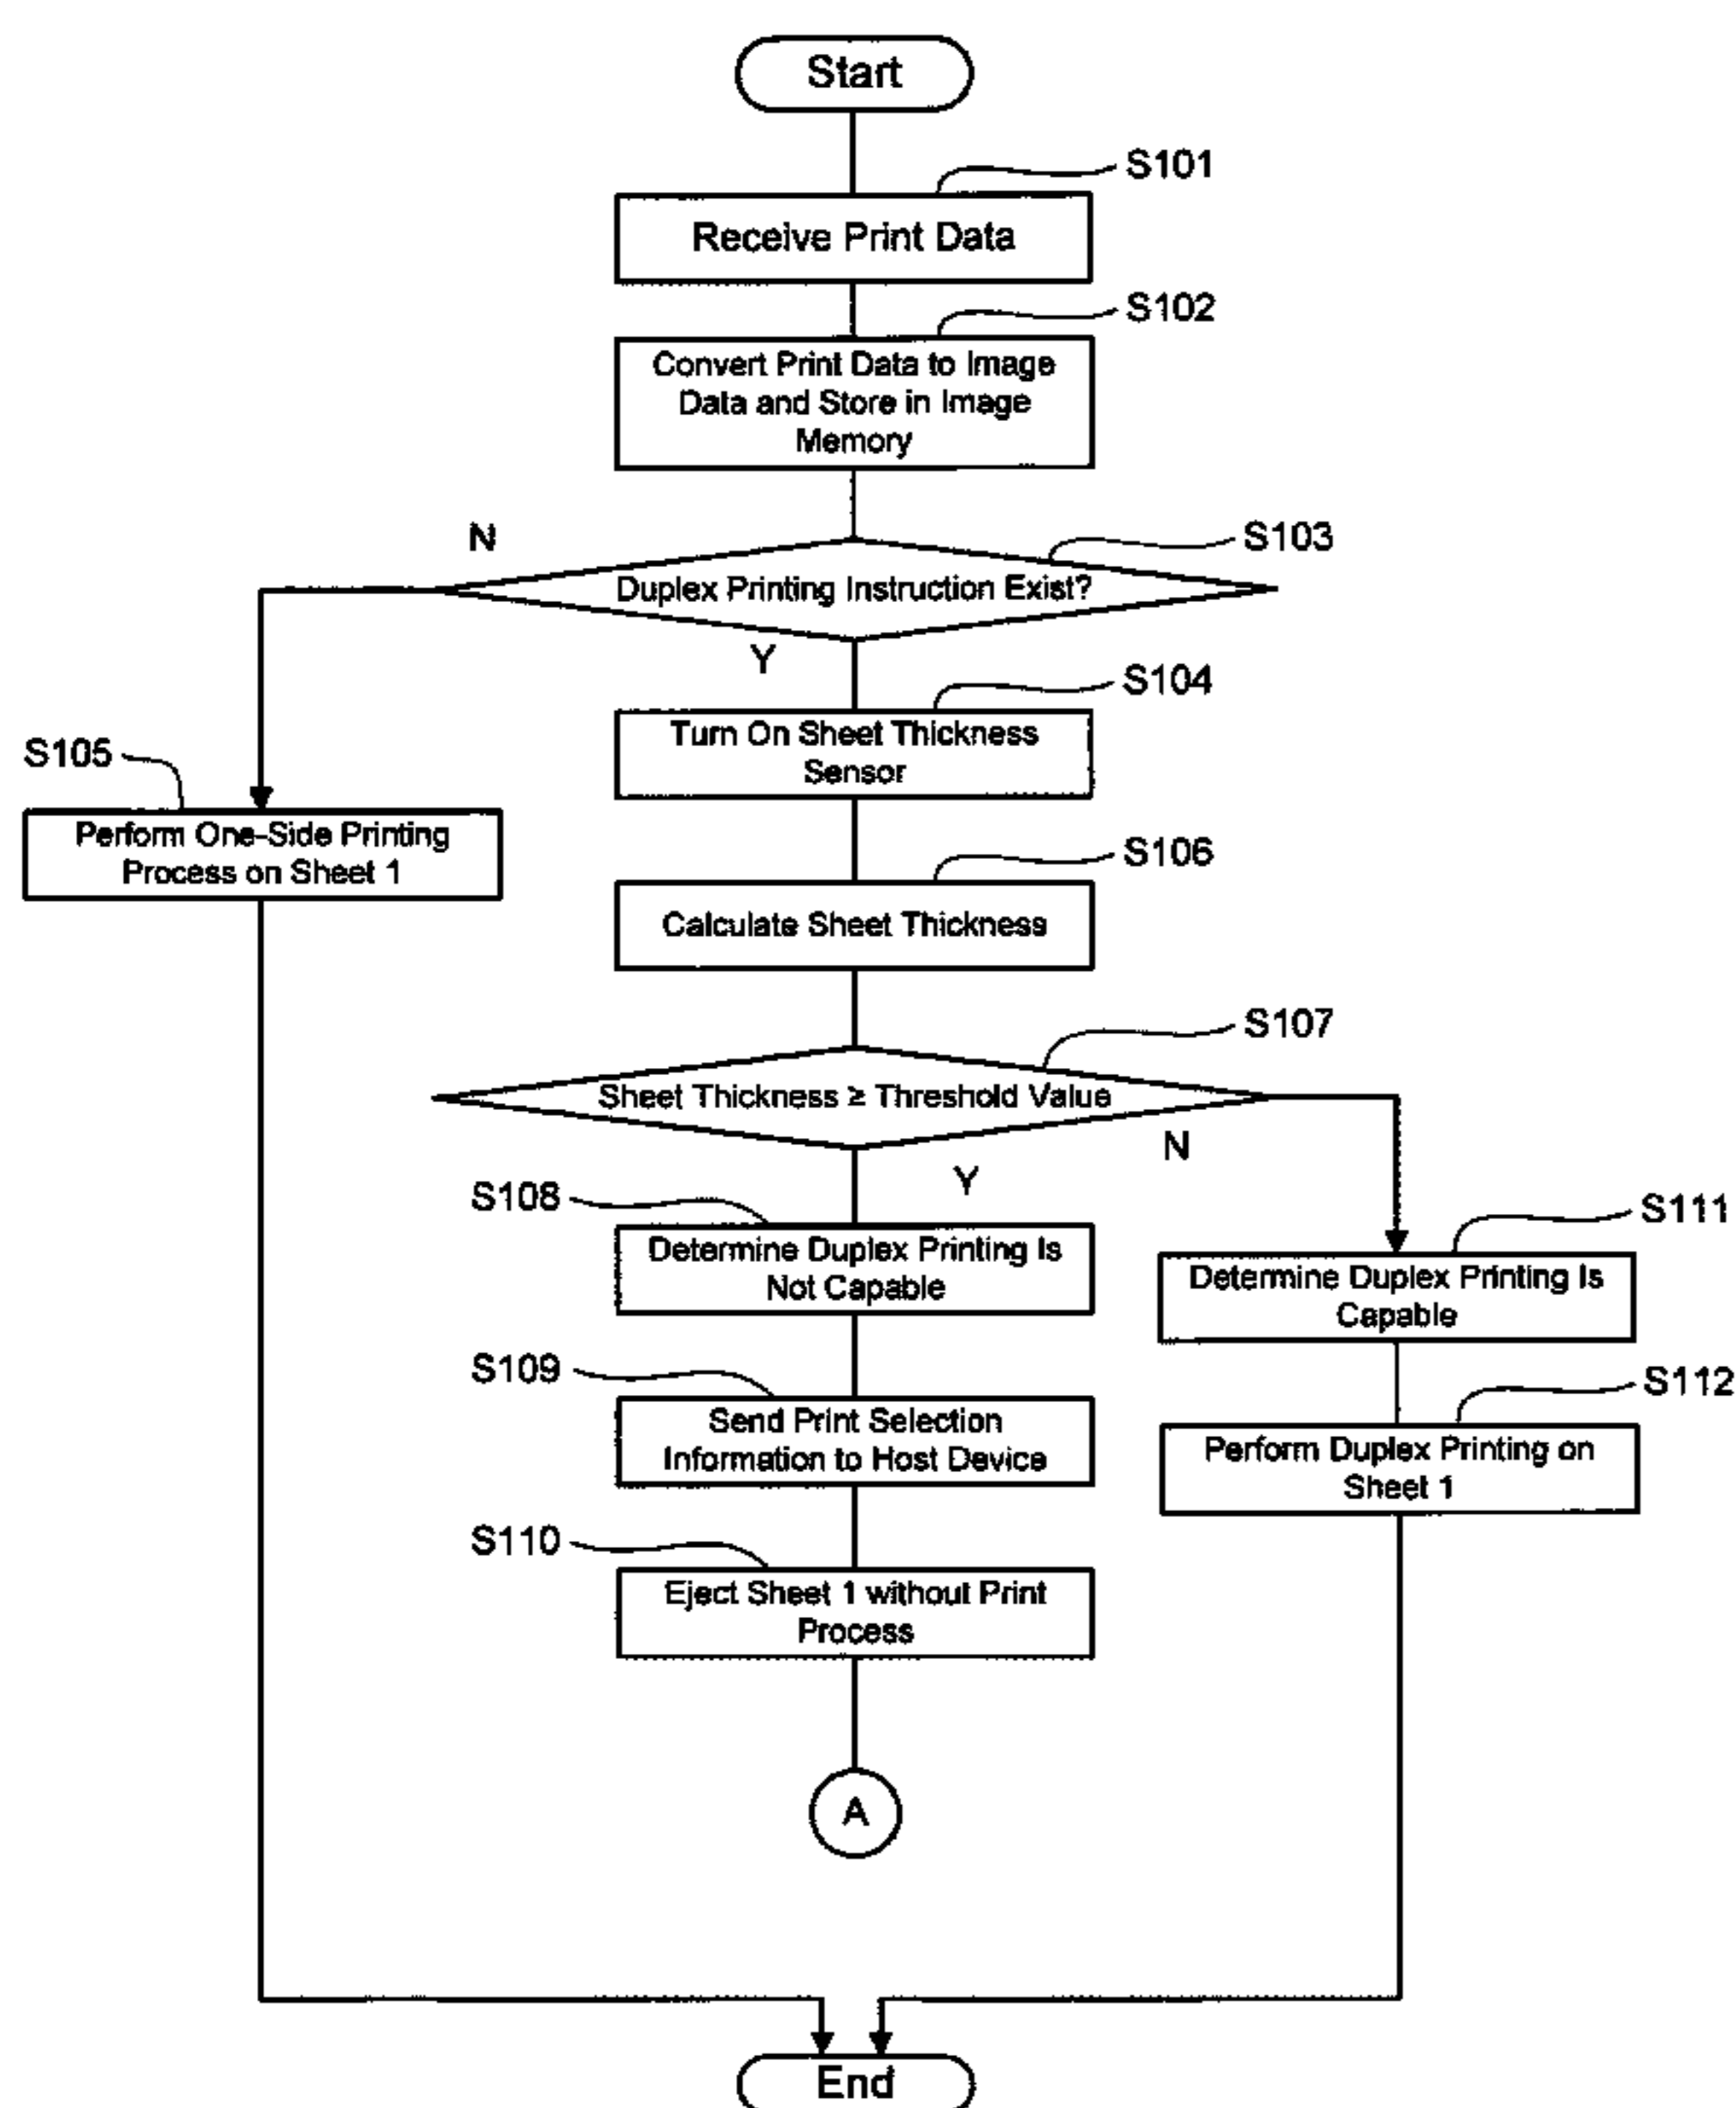 Start
S101
Receive Print Data
S102
Convert Print Data to Image
Data and Store in Image
Memory
N
S103
Duplex Printing Instruction Exist?
Y
S104
Turn On Sheet Thickness
Sensor
S105
Perform One-Side Printing
Process on Sheet 1
S106
Calculate Sheet Thickness
S107
Sheet Thickness ≥ Threshold Value
N
Y
S108
Determine Duplex Printing Is
Not Capable
S111
Determine Duplex Printing Is
Capable
S109
Send Print Selection
Information to Host Device
S112
Perform Duplex Printing on
Sheet 1
S110
Eject Sheet 1 without Print
Process
A
End